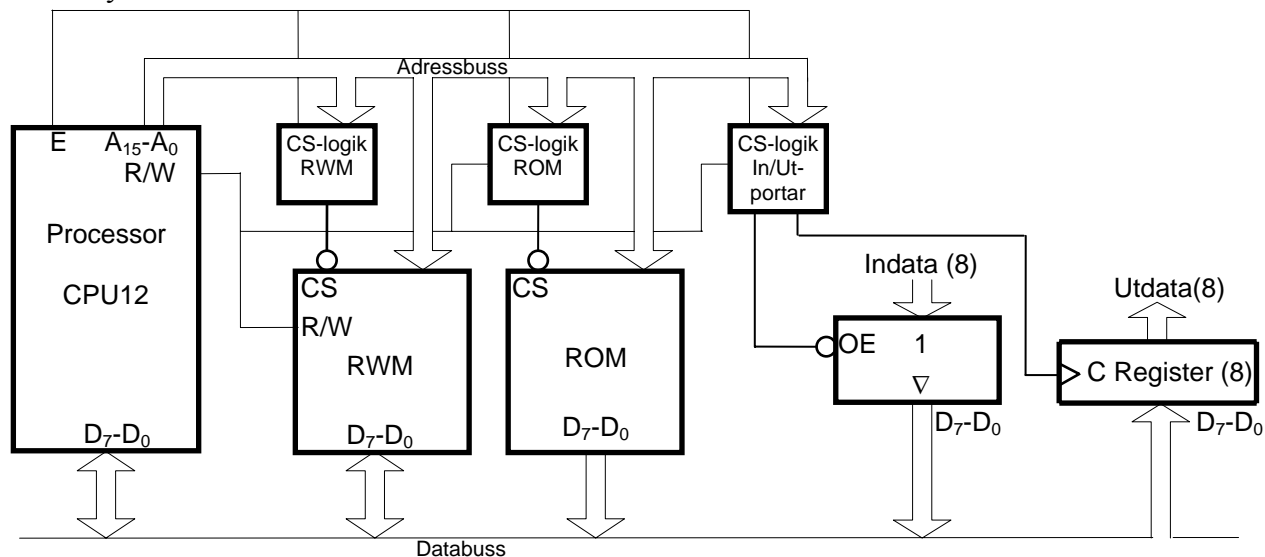 Adressbuss
E A₁₅-A₀
R/W
Processor
CPU12
D₇-D₀
CS-logik
RWM
CS-logik
ROM
CS-logik
In/Ut-
portar
CS
R/W
RWM
D₇-D₀
CS
ROM
D₇-D₀
Indata (8)
OE 1
∇
D₇-D₀
Utdata(8)
C Register (8)
D₇-D₀
Databuss